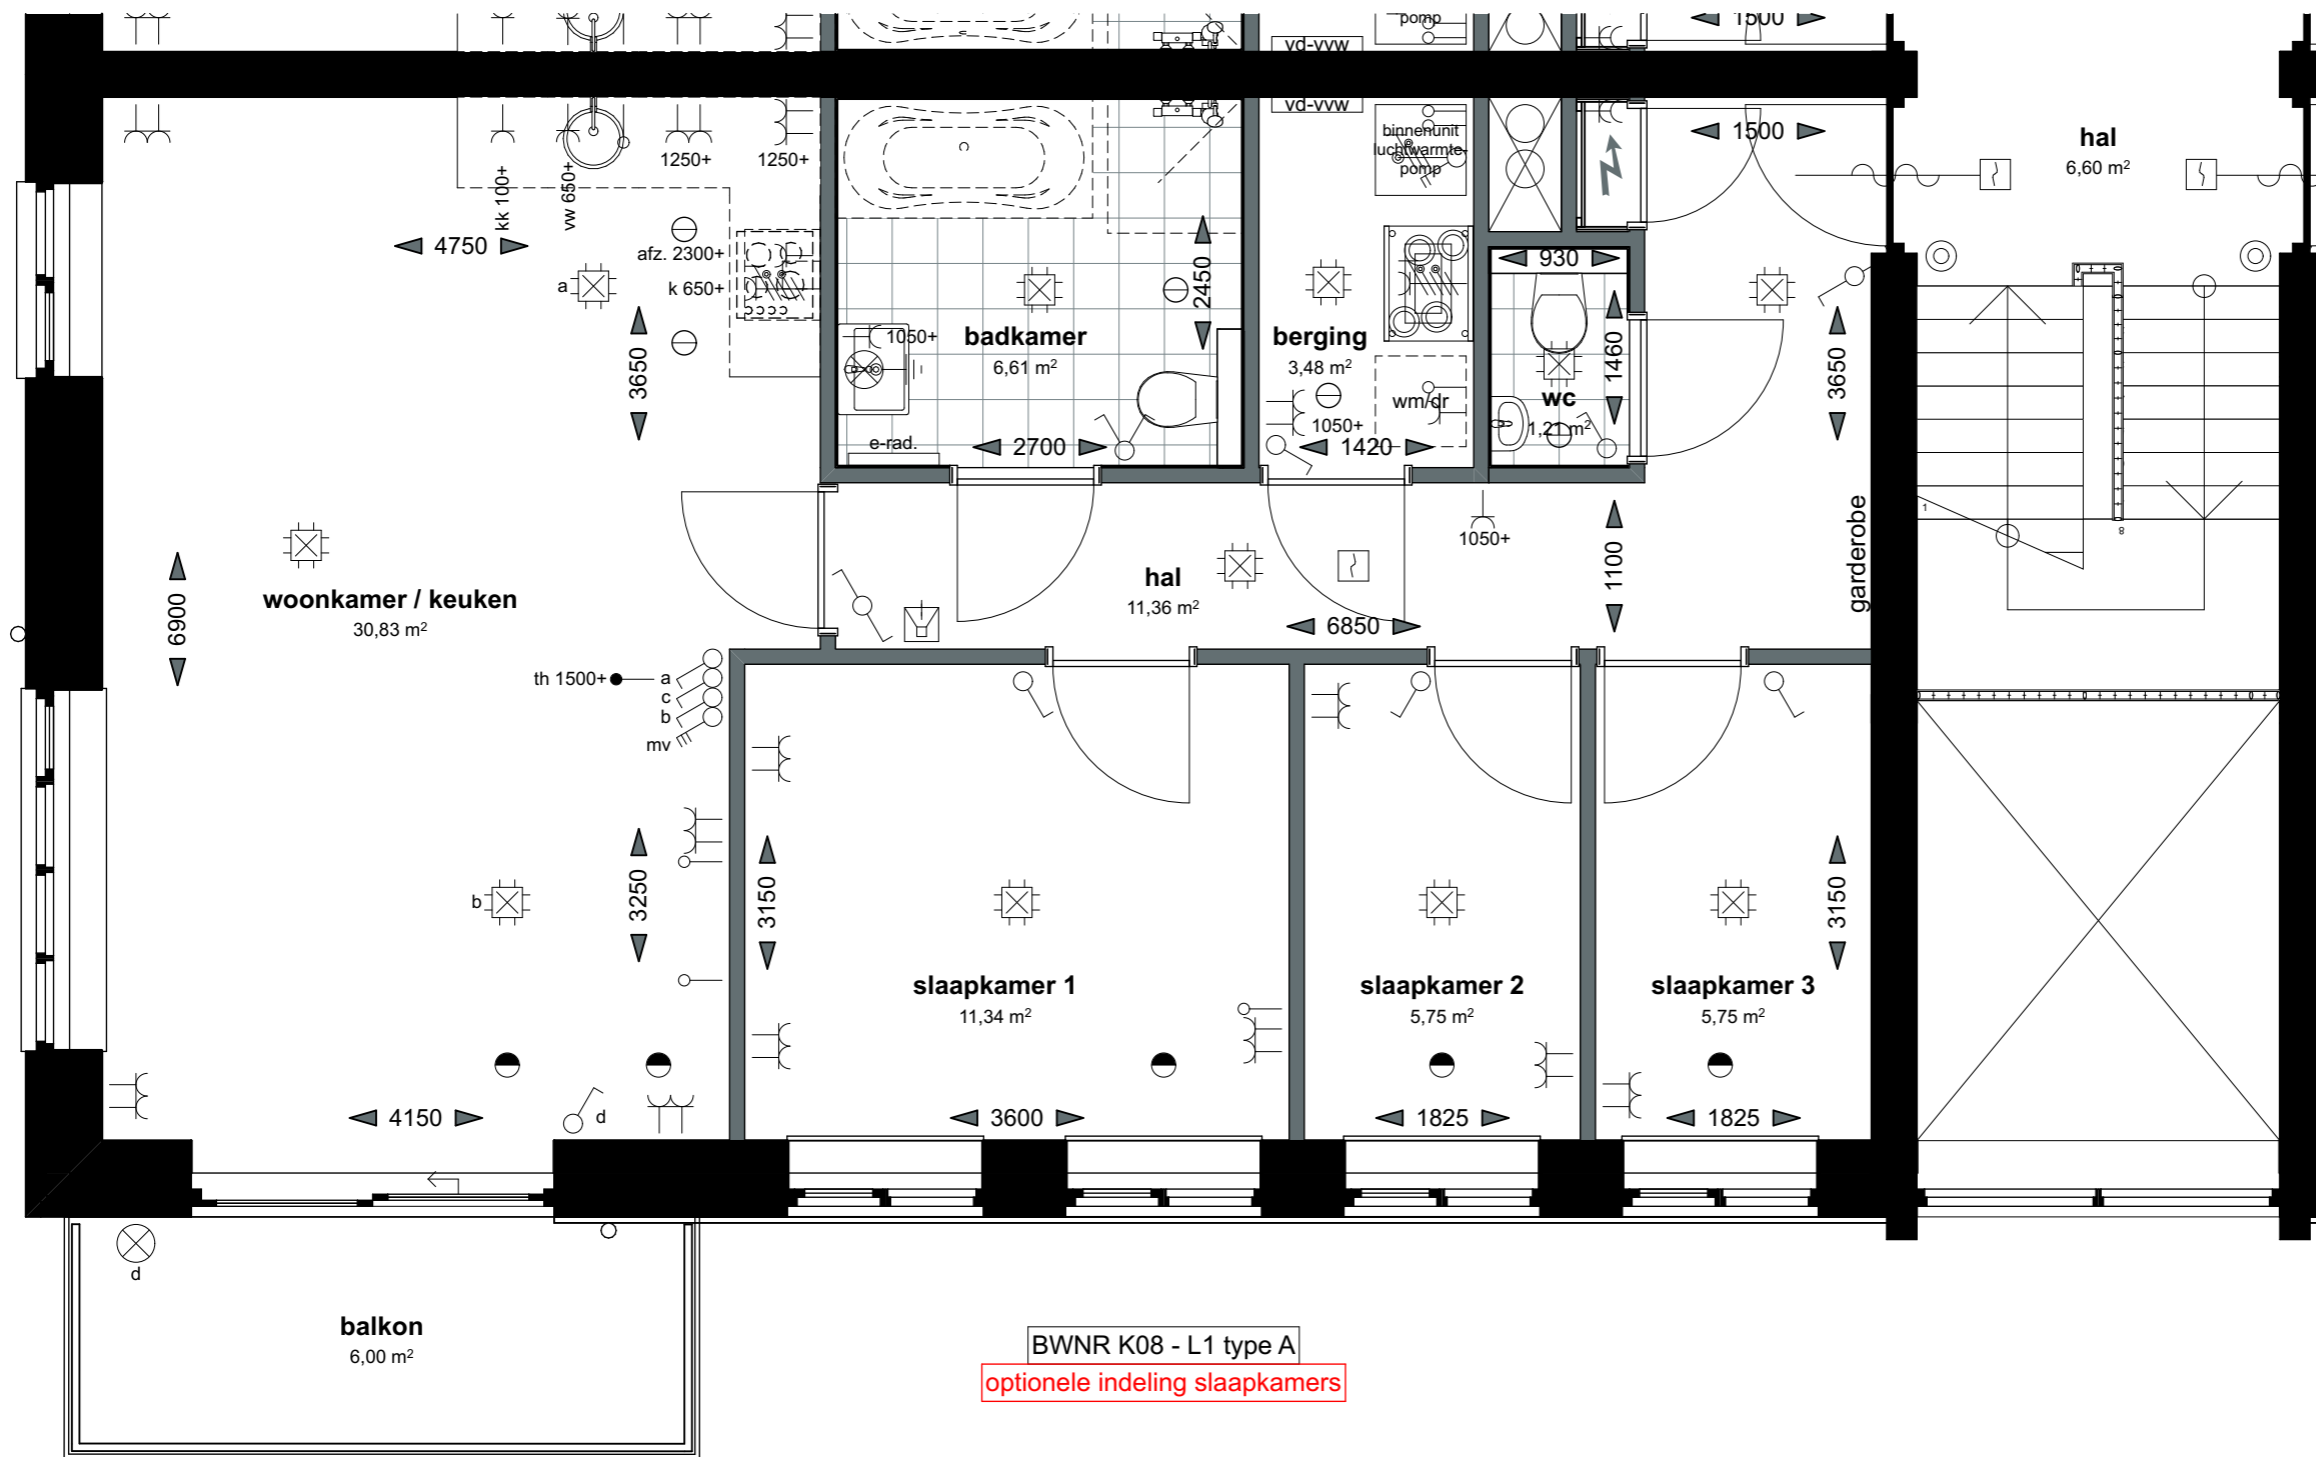 pomp
1500
vd-vvw
vd-vvw
binnenunit
luchtwarmte-
pomp
1500
hal
6,60 m²
1250+
1250+
kk 100+
vw 650+
4750
afz. 2300+
a
k 650+
3650
1050+
badkamer
6,61 m²
2450
e-rad.
2700
berging
3,48 m²
1050+
wm/dr
1420
930
1460
wc
1,21 m²
3650
garderobe
1
8
1050+
1100
hal
11,36 m²
6850
woonkamer / keuken
30,83 m²
6900
th 1500+
a
c
b
mv
3250
3150
b
3150
slaapkamer 1
11,34 m²
slaapkamer 2
5,75 m²
slaapkamer 3
5,75 m²
4150
d
3600
1825
1825
d
balkon
6,00 m²
BWNR K08 - L1 type A
optionele indeling slaapkamers